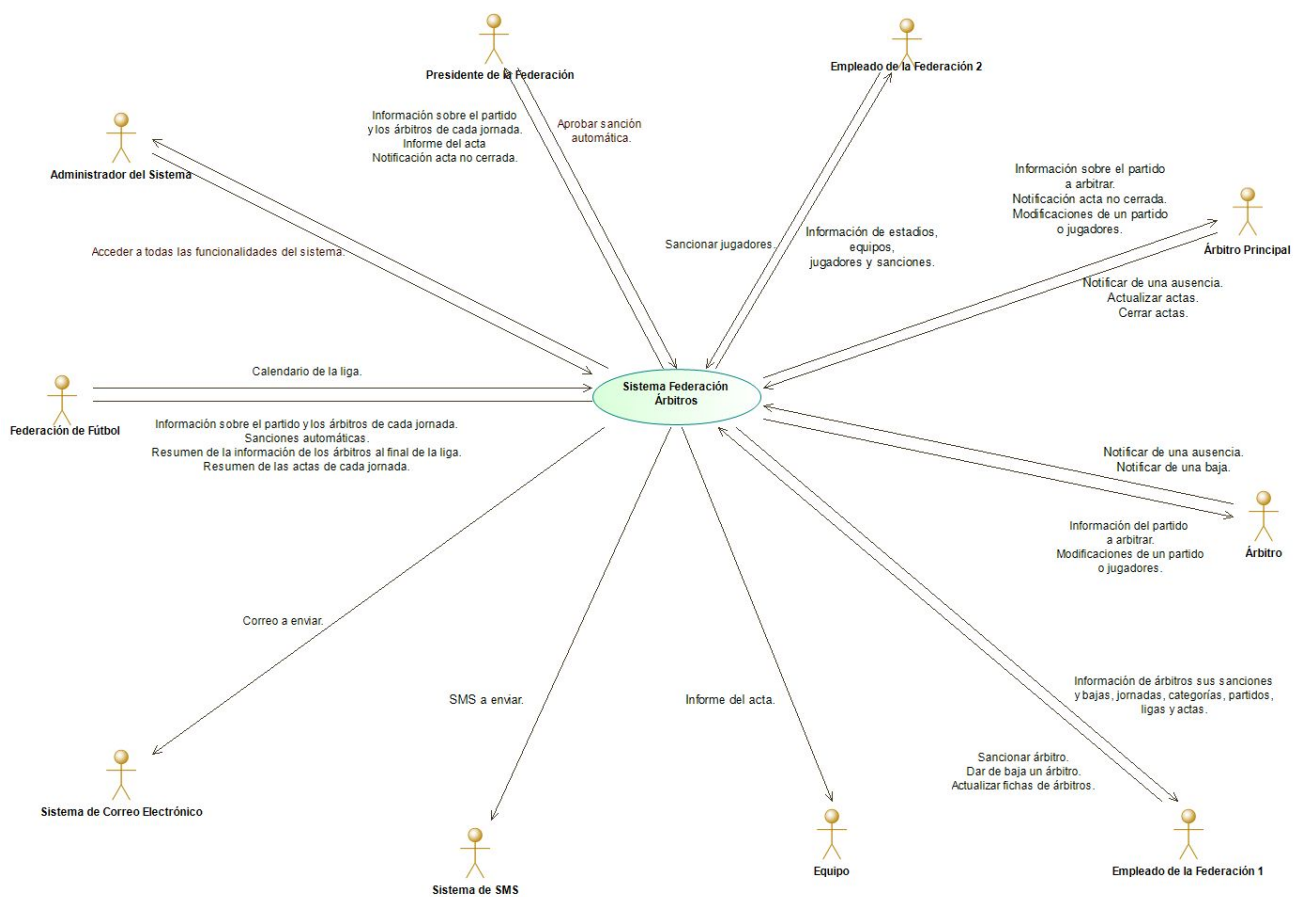 Presidente de la Federación
Empleado de la Federación 2
Información sobre el partido
y los árbitros de cada jornada.
Informe del acta
Notificación acta no cerrada.
Aprobar sanción
automática.
Administrador del Sistema
Información sobre el partido
a arbitrar.
Notificación acta no cerrada.
Modificaciones de un partido
o jugadores.
Árbitro Principal
Acceder a todas las funcionalidades del sistema.
Sancionar jugadores.
Información de estadios,
equipos,
jugadores y sanciones.
Notificar de una ausencia.
Actualizar actas.
Cerrar actas.
Calendario de la liga.
Sistema Federación
Árbitros
Federación de Fútbol
Información sobre el partido y los árbitros de cada jornada.
Sanciones automáticas.
Resumen de la información de los árbitros al final de la liga.
Resumen de las actas de cada jornada.
Notificar de una ausencia.
Notificar de una baja.
Información del partido
a arbitrar.
Modificaciones de un partido
o jugadores.
Árbitro
Correo a enviar.
SMS a enviar.
Informe del acta.
Información de árbitros sus sanciones
y bajas, jornadas, categorías, partidos,
ligas y actas.
Sancionar árbitro.
Dar de baja un árbitro.
Actualizar fichas de árbitros.
Sistema de Correo Electrónico
Sistema de SMS
Equipo
Empleado de la Federación 1